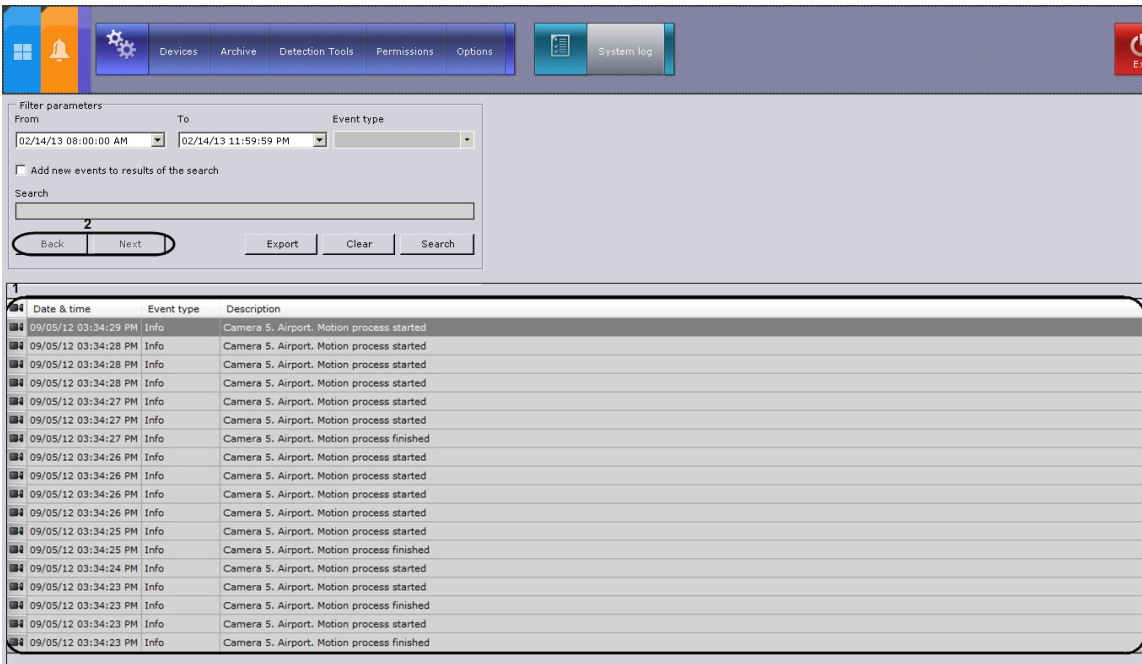 Devices Archive Detection Tools Permissions Options System log
Filter parameters
From To Event type
02/14/13 08:00:00 AM 02/14/13 11:59:59 PM
Add new events to results of the search
Search
2
Back Next Export Clear Search
1
Date & time Event type Description
09/05/12 03:34:29 PM Info Camera 5. Airport. Motion process started
09/05/12 03:34:28 PM Info Camera 5. Airport. Motion process started
09/05/12 03:34:28 PM Info Camera 5. Airport. Motion process started
09/05/12 03:34:28 PM Info Camera 5. Airport. Motion process started
09/05/12 03:34:27 PM Info Camera 5. Airport. Motion process started
09/05/12 03:34:27 PM Info Camera 5. Airport. Motion process started
09/05/12 03:34:27 PM Info Camera 5. Airport. Motion process finished
09/05/12 03:34:26 PM Info Camera 5. Airport. Motion process started
09/05/12 03:34:26 PM Info Camera 5. Airport. Motion process started
09/05/12 03:34:26 PM Info Camera 5. Airport. Motion process started
09/05/12 03:34:26 PM Info Camera 5. Airport. Motion process started
09/05/12 03:34:25 PM Info Camera 5. Airport. Motion process started
09/05/12 03:34:25 PM Info Camera 5. Airport. Motion process finished
09/05/12 03:34:24 PM Info Camera 5. Airport. Motion process started
09/05/12 03:34:23 PM Info Camera 5. Airport. Motion process started
09/05/12 03:34:23 PM Info Camera 5. Airport. Motion process finished
09/05/12 03:34:23 PM Info Camera 5. Airport. Motion process started
09/05/12 03:34:23 PM Info Camera 5. Airport. Motion process finished